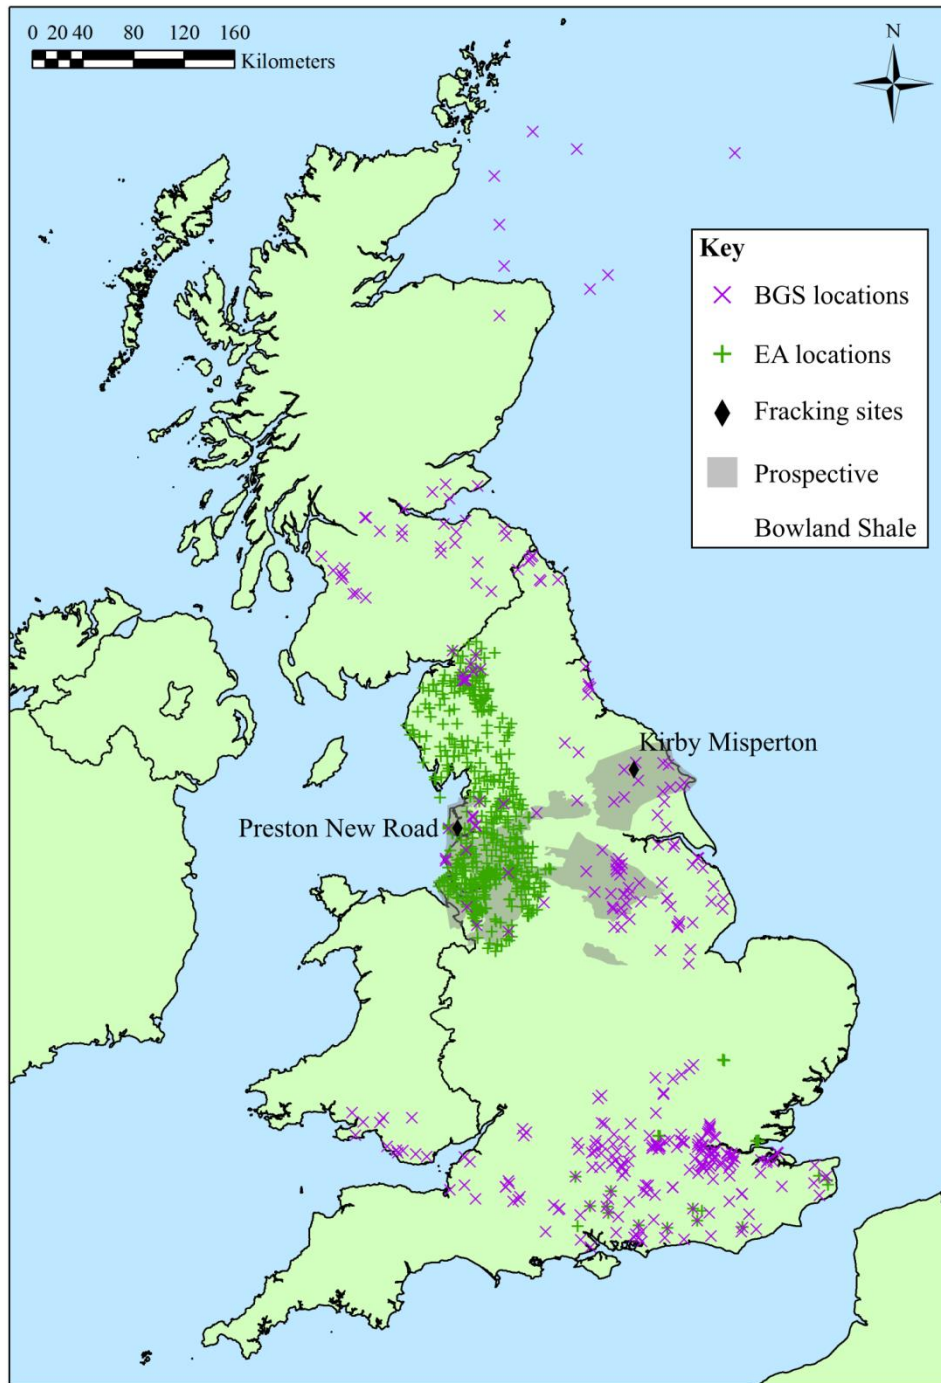 0 20 40 80 120 160
Kilometers
N
Key
BGS locations
EA locations
Fracking sites
Prospective
Bowland Shale
Kirby Misperton
Preston New Road